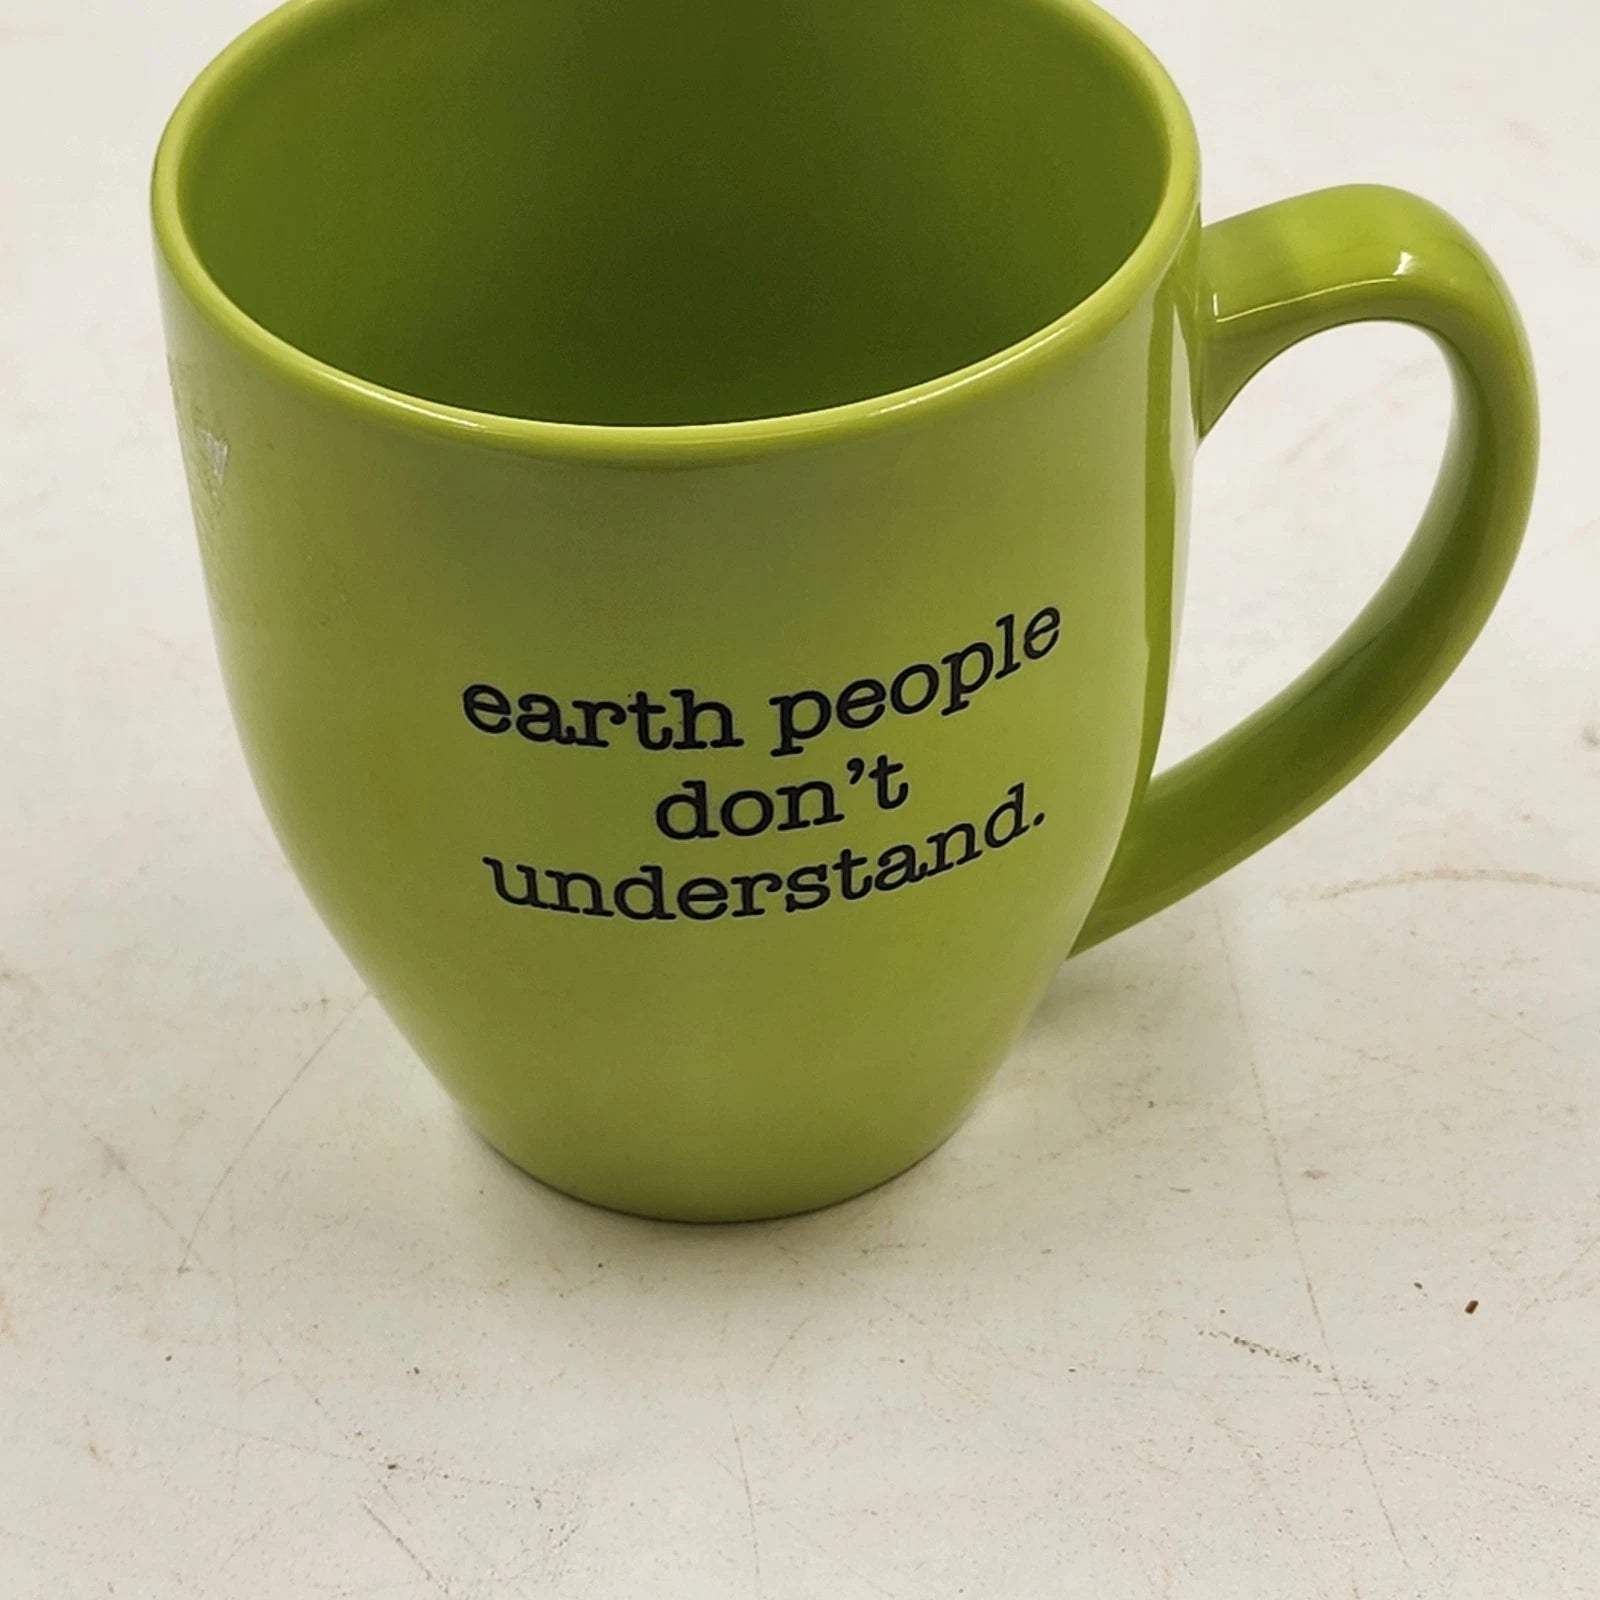 earth people
don't
understand.